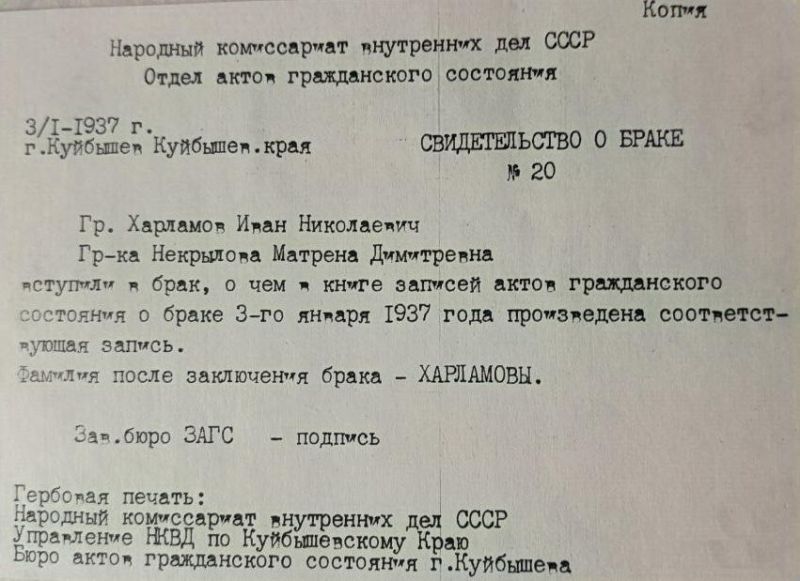 Копия
Народный комиссариат внутренних дел СССР
Отдел актов гражданского состояния
3/I-1937 г.
г.Куйбышев Куйбышев.края
СВИДЕТЕЛЬСТВО О БРАКЕ
№ 20
Гр. Харламов Иван Николаевич
Гр-ка Некрылова Матрена Димитревна
вступили в брак, о чем в книге записей актов гражданского
состояния о браке 3-го января 1937 года произведена соответст-
вующая запись.
Фамилия после заключения брака - ХАРЛАМОВЫ.
Зав.бюро ЗАГС - подпись
Гербовая печать:
Народный комиссариат внутренних дел СССР
Управление НКВД по Куйбышевскому Краю
Бюро актов гражданского состояния г.Куйбышева